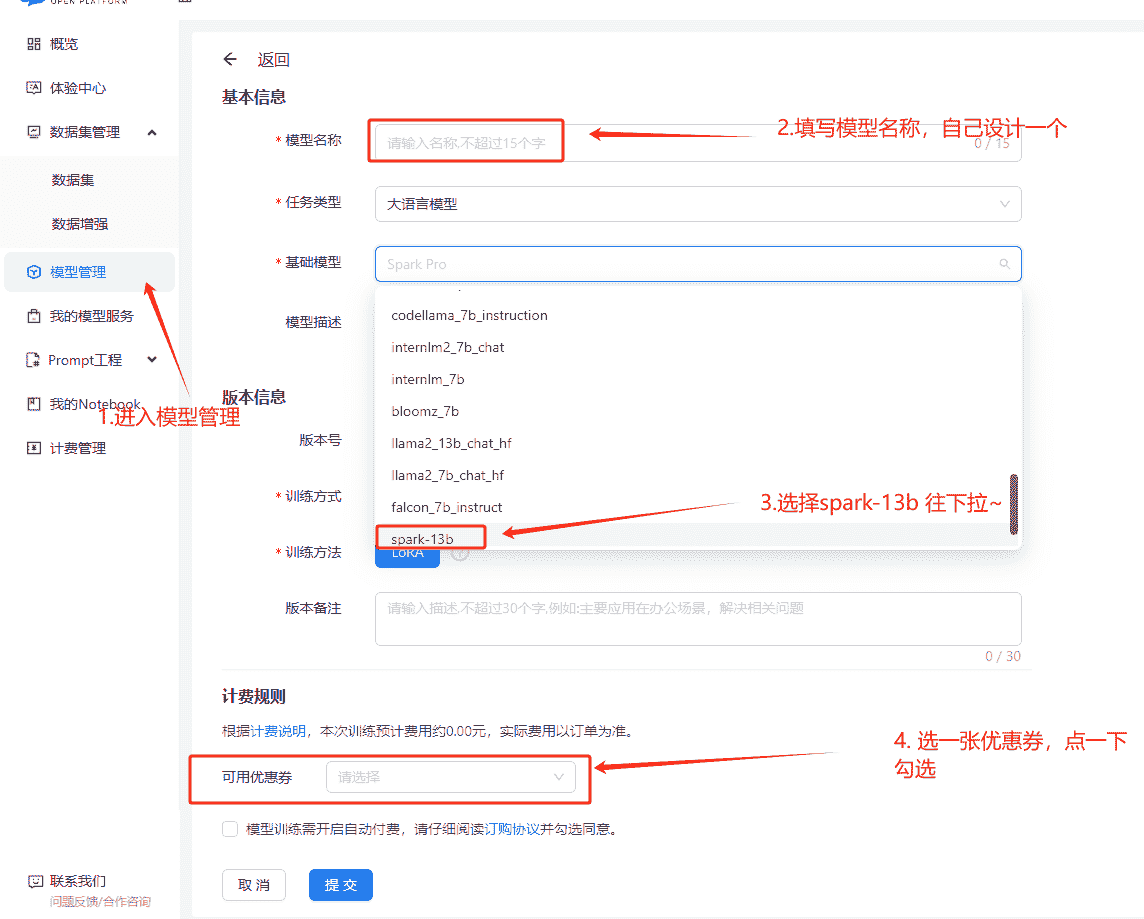 OPEN PLATFORM
概览
体验中心
数据集管理
数据集
数据增强
模型管理
我的模型服务
Prompt工程
我的Notebook
计费管理
1.进入模型管理
联系我们
问题反馈/合作咨询
返回
基本信息
* 模型名称
请输入名称,不超过15个字
0 / 15
2.填写模型名称，自己设计一个
* 任务类型
大语言模型
* 基础模型
Spark Pro
模型描述
codellama_7b_instruction
internlm2_7b_chat
internlm_7b
bloomz_7b
llama2_13b_chat_hf
llama2_7b_chat_hf
falcon_7b_instruct
spark-13b
3.选择spark-13b 往下拉~
版本信息
版本号
* 训练方式
* 训练方法
LoRA
版本备注
请输入描述,不超过30个字,例如:主要应用在办公场景，解决相关问题
0 / 30
计费规则
根据计费说明，本次训练预计费用约0.00元，实际费用以订单为准。
可用优惠券
请选择
4. 选一张优惠券，点一下
勾选
模型训练需开启自动付费，请仔细阅读订购协议并勾选同意。
取 消
提 交